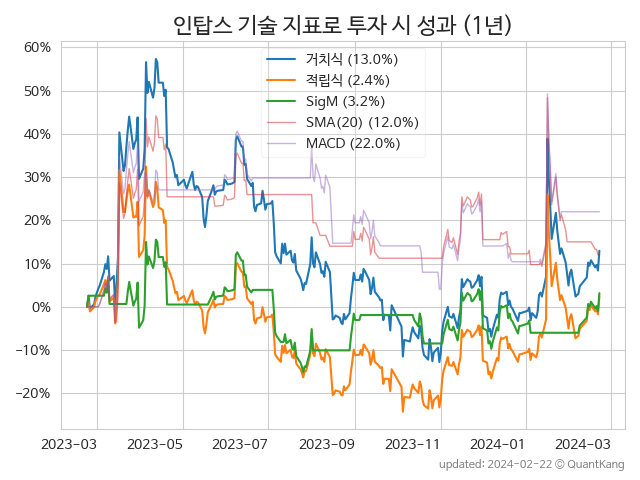 인탑스 기술 지표로 투자 시 성과 (1년)
60%
50%
40%
30%
20%
10%
0%
−10%
−20%
거치식 (13.0%)
적립식 (2.4%)
SigM (3.2%)
SMA(20) (12.0%)
MACD (22.0%)
2023-03 2023-05 2023-07 2023-09 2023-11 2024-01 2024-03
updated: 2024-02-22 © QuantKang